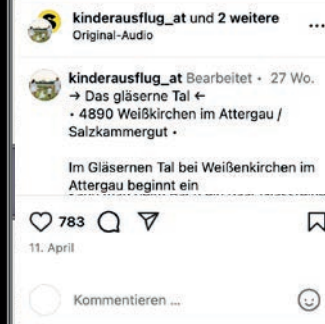 kinderausflug_at und 2 weitere
Original-Audio
kinderausflug_at Bearbeitet · 27 Wo.
→ Das gläserne Tal ←
• 4890 Weißkirchen im Attergau /
Salzkammergut •
Im Gläsernen Tal bei Weißenkirchen im
Attergau beginnt ein
783
11. April
Kommentieren ...